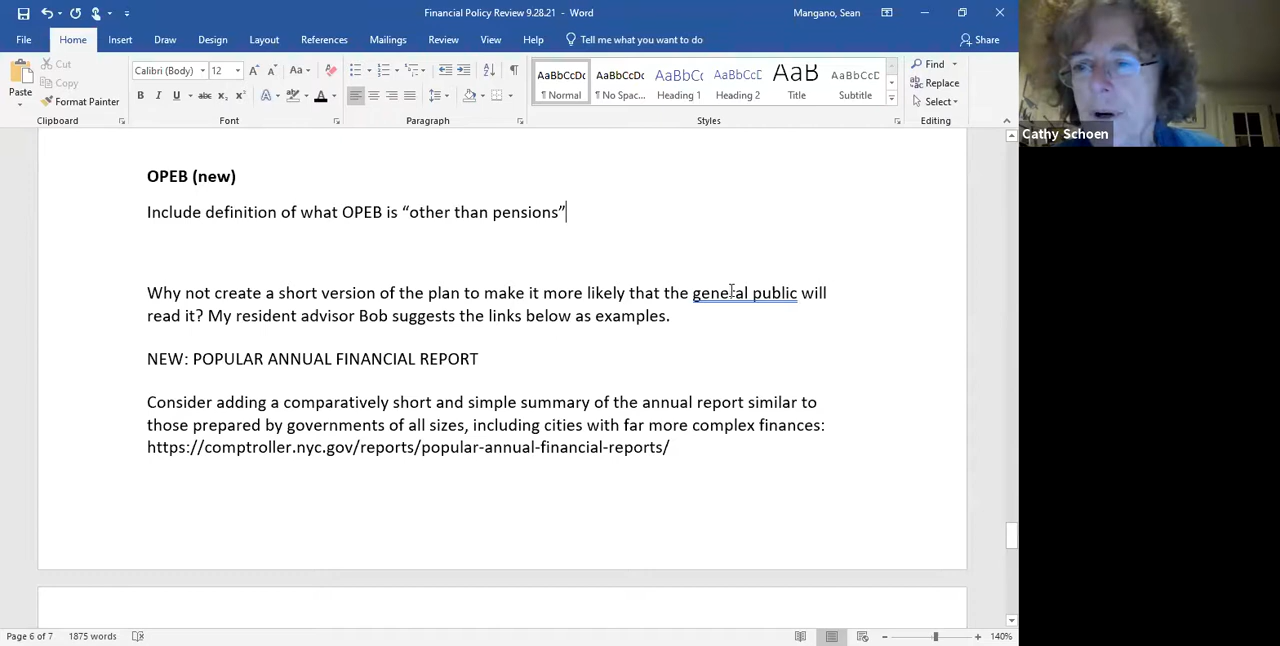 Financial Policy Review 9.28.21 - Word
Mangano, Sean
File Home Insert Draw Design Layout References Mailings Review View Help Tell me what you want to do Share
Paste
Cut
Copy
Format Painter
Clipboard
Calibri (Body) 12
Aa
B I U abc X₂ X² A A
Font
Paragraph
AaBbCcDc
¶ Normal
AaBbCcDc
¶ No Spac...
AaBbCc
Heading 1
AaBbCcC
Heading 2
AaB
Title
AaBbCcC
Subtitle
Styles
Find
Replace
Select
Editing
Cathy Schoen
OPEB (new)
Include definition of what OPEB is “other than pensions”
Why not create a short version of the plan to make it more likely that the general public will
read it? My resident advisor Bob suggests the links below as examples.
NEW: POPULAR ANNUAL FINANCIAL REPORT
Consider adding a comparatively short and simple summary of the annual report similar to
those prepared by governments of all sizes, including cities with far more complex finances:
https://comptroller.nyc.gov/reports/popular-annual-financial-reports/
Page 6 of 7 1875 words
140%